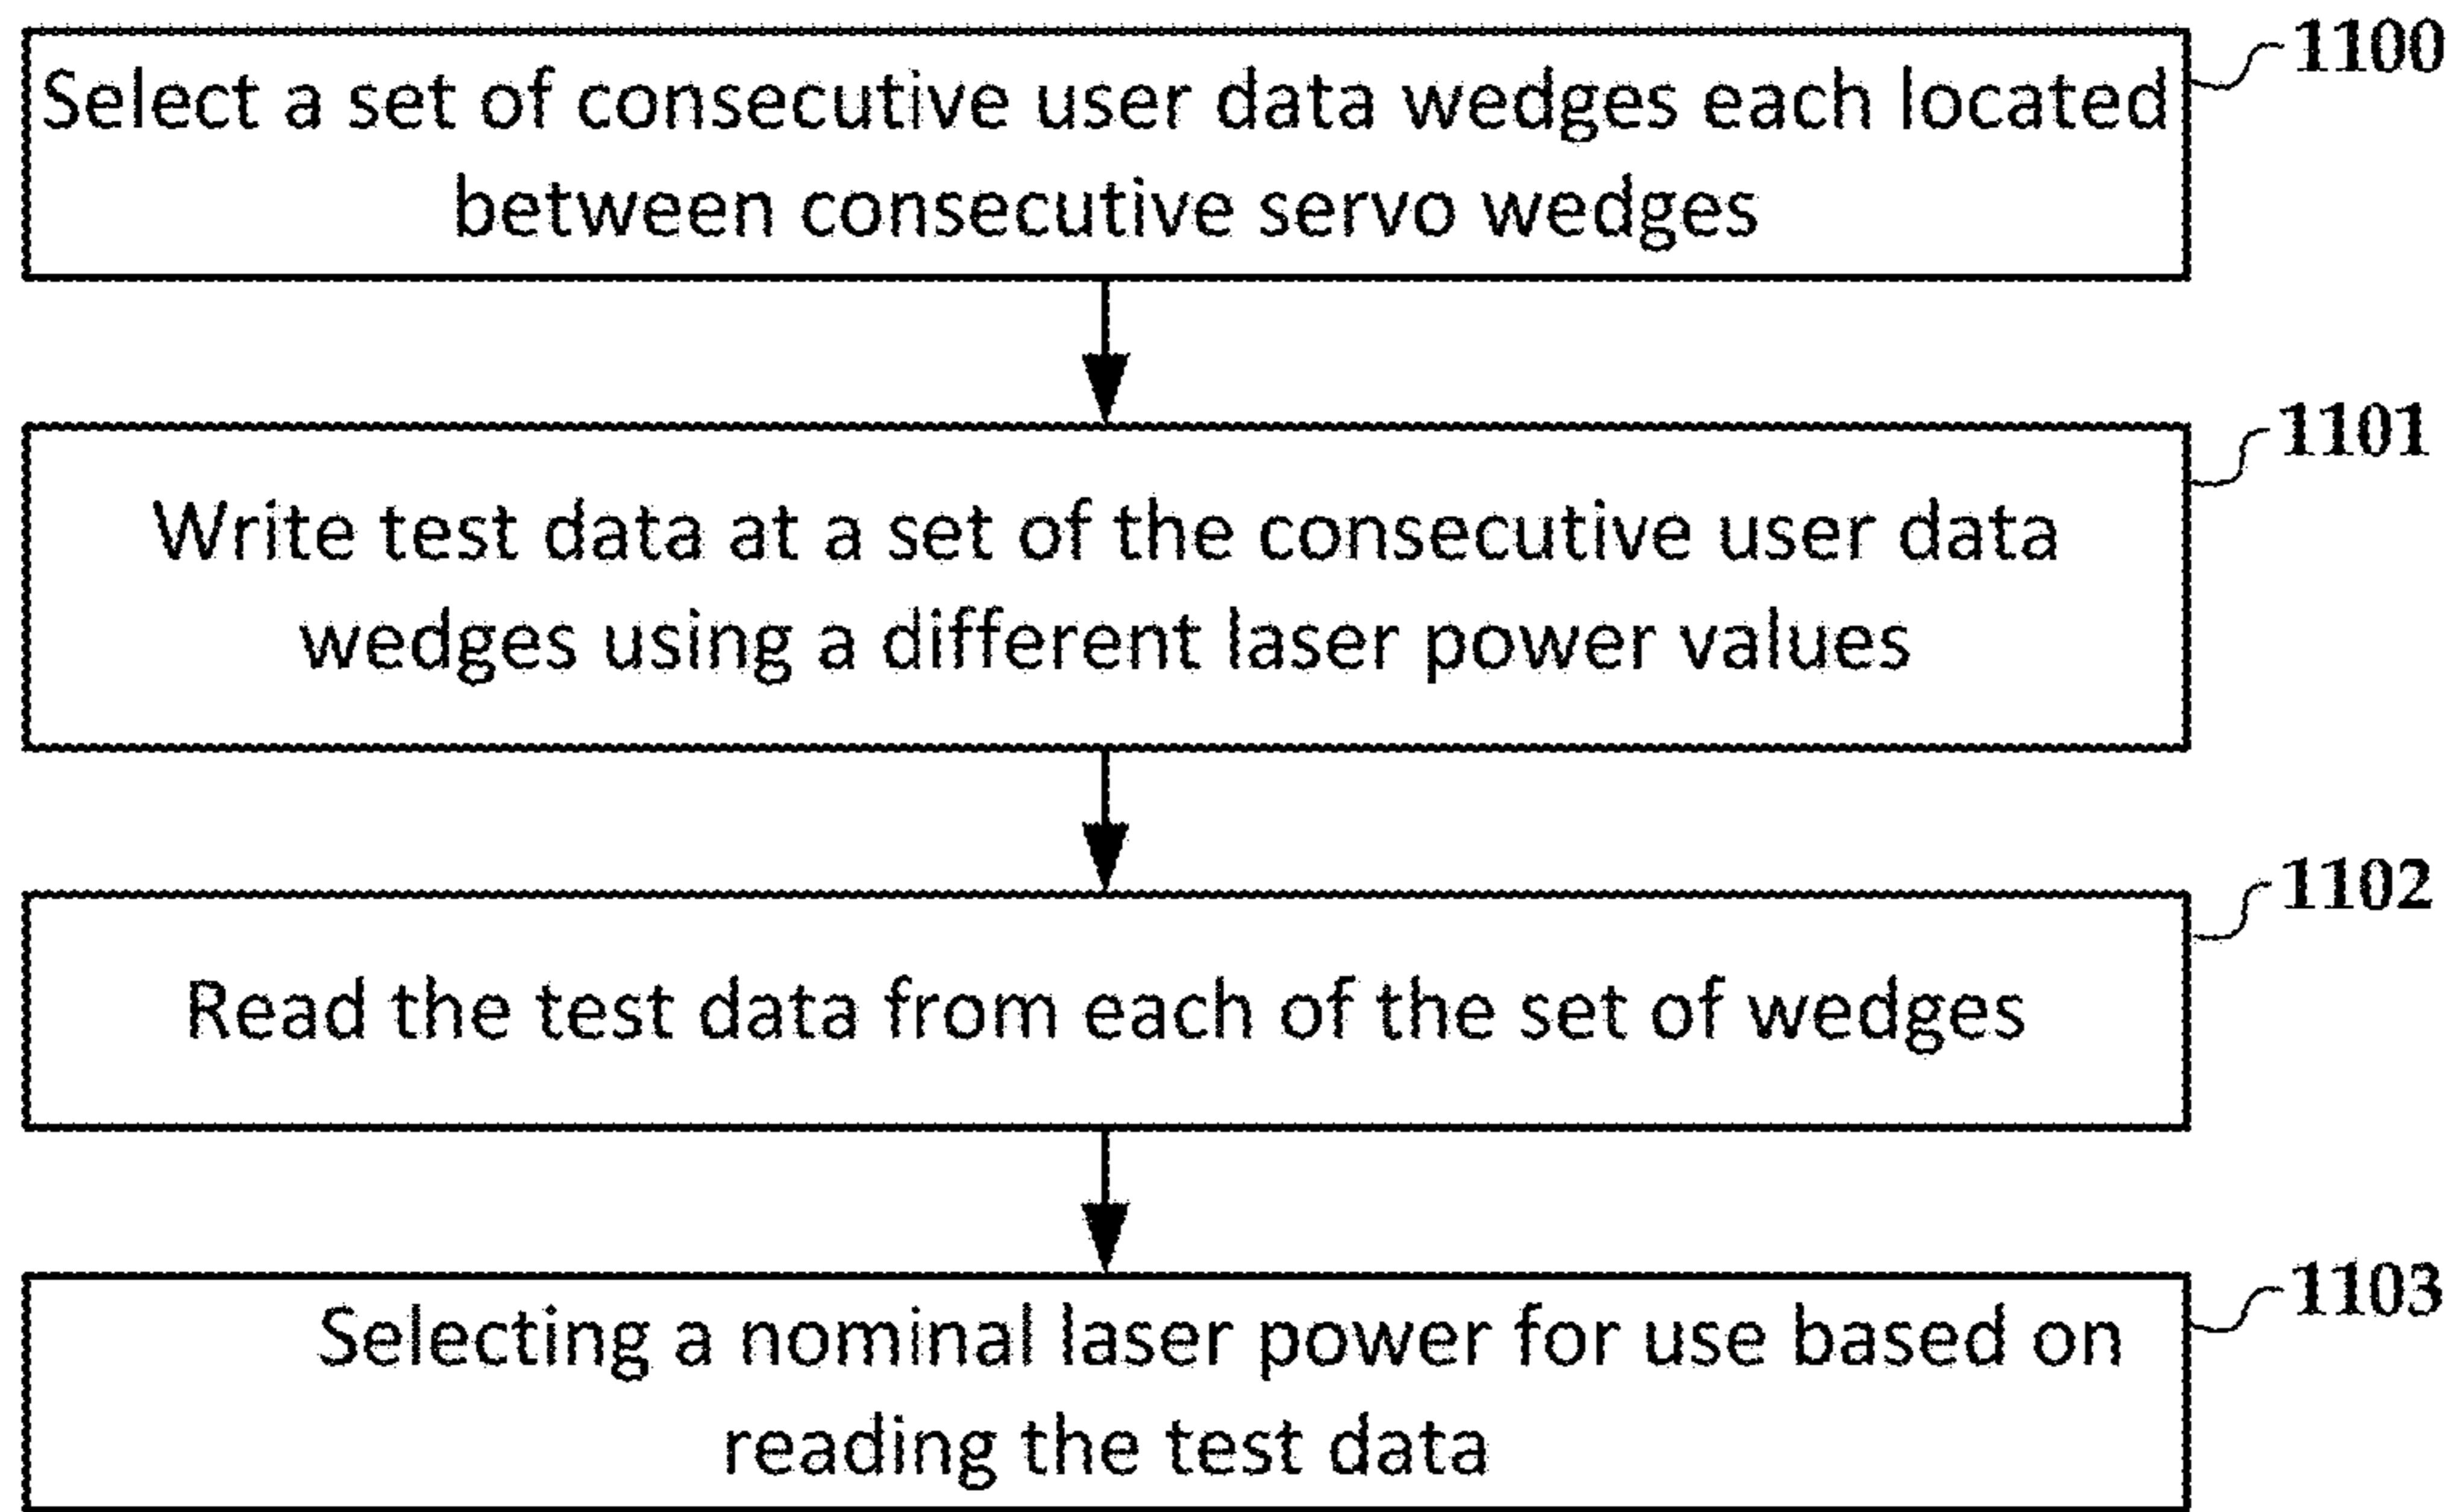 1100
Select a set of consecutive user data wedges each located
between consecutive servo wedges
1101
Write test data at a set of the consecutive user data
wedges using a different laser power values
1102
Read the test data from each of the set of wedges
1103
Selecting a nominal laser power for use based on
reading the test data